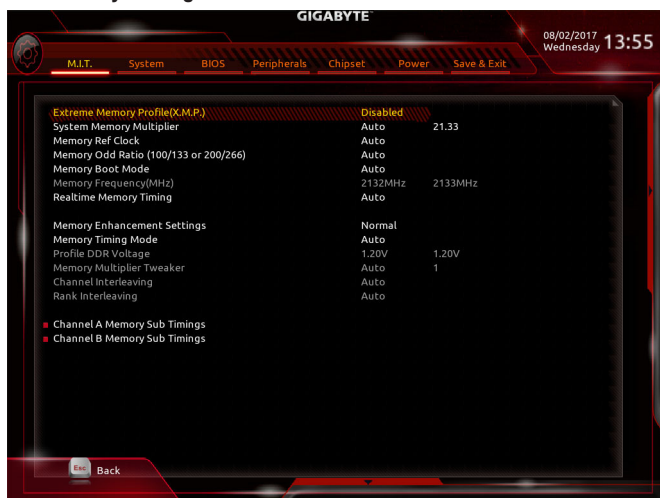 GIGABYTE™
08/02/2017 Wednesday 13:55
M.I.T. System BIOS Peripherals Chipset Power Save & Exit
Extreme Memory Profile(X.M.P.) Disabled
System Memory Multiplier Auto 21.33
Memory Ref Clock Auto
Memory Odd Ratio (100/133 or 200/266) Auto
Memory Boot Mode Auto
Memory Frequency(MHz) 2132MHz 2133MHz
Realtime Memory Timing Auto
Memory Enhancement Settings Normal
Memory Timing Mode Auto
Profile DDR Voltage 1.20V 1.20V
Memory Multiplier Tweaker Auto 1
Channel Interleaving Auto
Rank Interleaving Auto
Channel A Memory Sub Timings
Channel B Memory Sub Timings
Esc Back